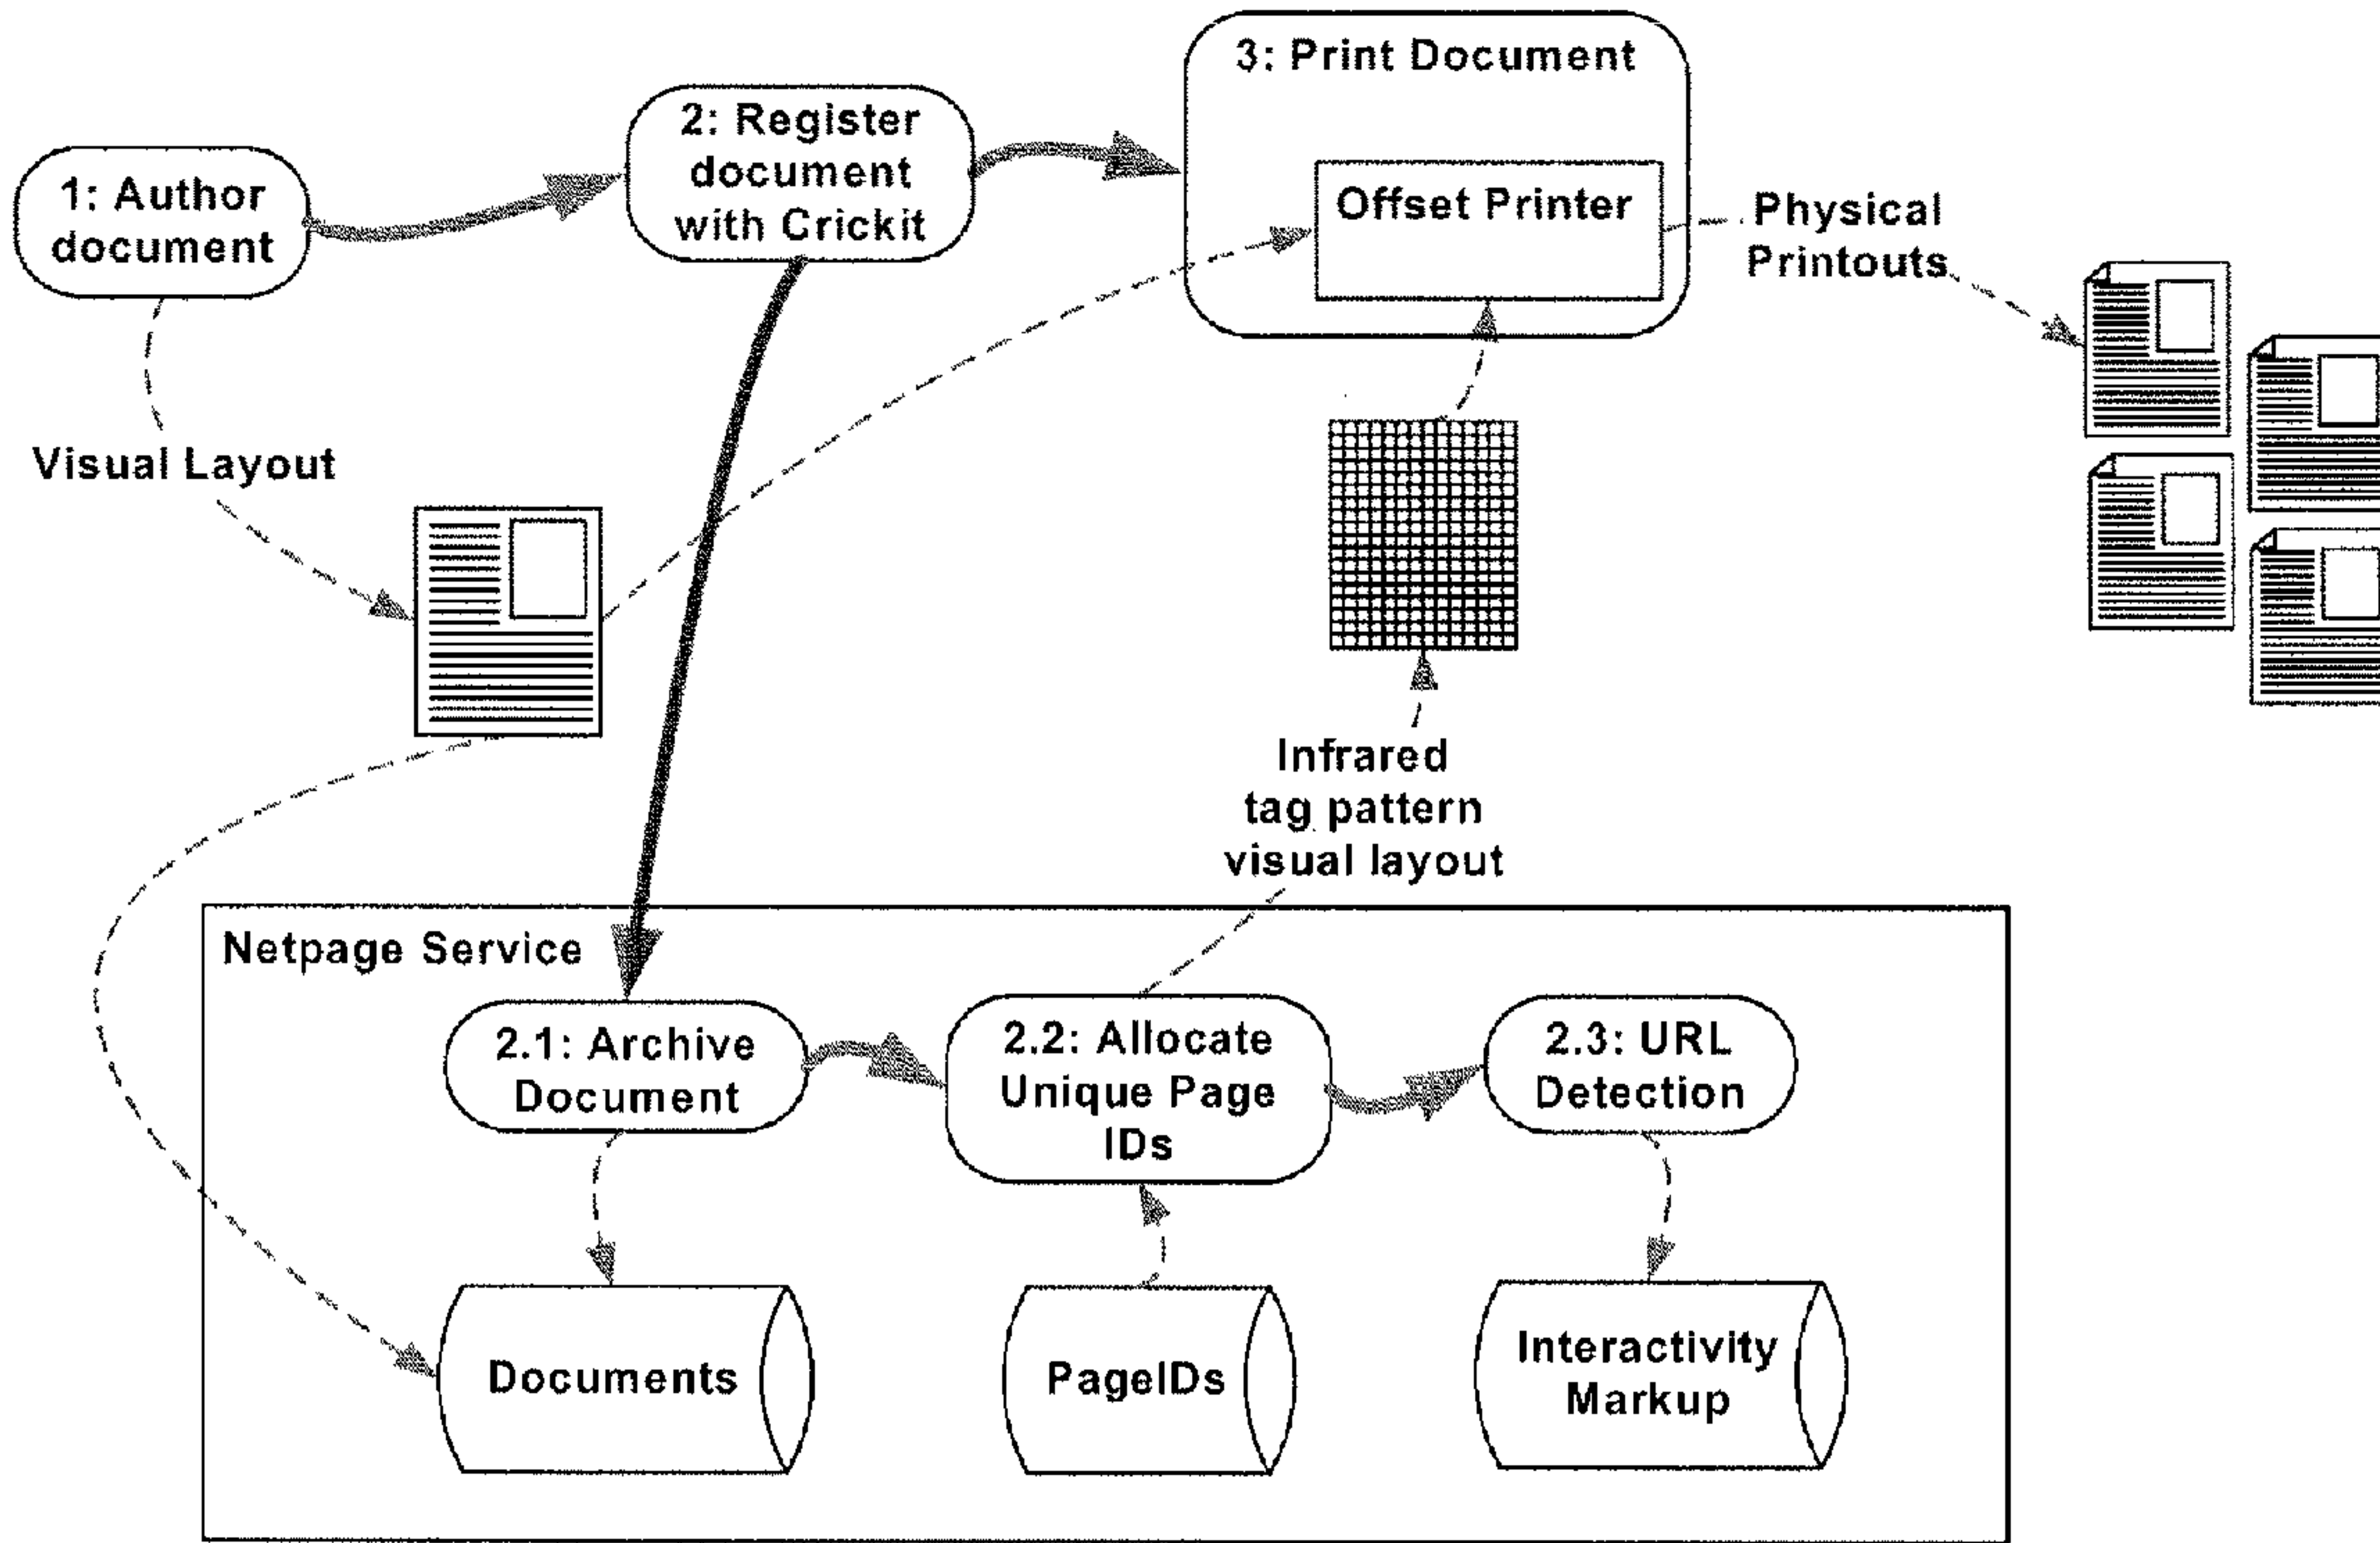 3: Print Document
2: Register
document
with Crickit
1: Author
document
Offset Printer
Physical
Printouts
Visual Layout
Infrared
tag pattern
visual layout
Netpage Service
2.1: Archive
Document
2.2: Allocate
Unique Page
IDs
2.3: URL
Detection
Documents
PageIDs
Interactivity
Markup